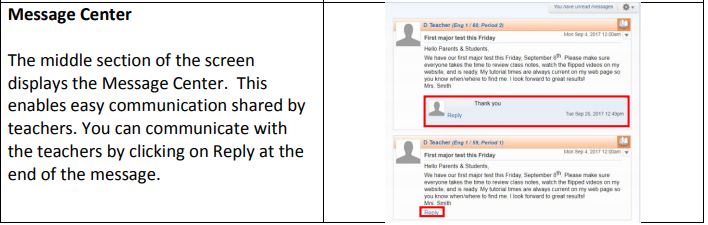 Message Center
The middle section of the screen
displays the Message Center.  This
enables easy communication shared by
teachers. You can communicate with
the teachers by clicking on Reply at the
end of the message.
You have unread messages
D Teacher (Eng 1 / 60, Period 2)
Mon Sep 4, 2017 12:00am
First major test this Friday
Hello Parents & Students,
We have our first major test this Friday, September 8th. Please make sure
everyone takes the time to review class notes, watch the flipped videos on my
website, and is ready. My tutorial times are always current on my web page so
you know when/where to find me. I look forward to great results!
Mrs. Smith
Thank you
Reply
Tue Sep 26, 2017 12:49pm
D Teacher (Eng 1 / 59, Period 1)
Mon Sep 4, 2017 12:00am
First major test this Friday
Hello Parents & Students,
We have our first major test this Friday, September 8th. Please make sure
everyone takes the time to review class notes, watch the flipped videos on my
website, and is ready. My tutorial times are always current on my web page so
you know when/where to find me. I look forward to great results!
Mrs. Smith
Reply